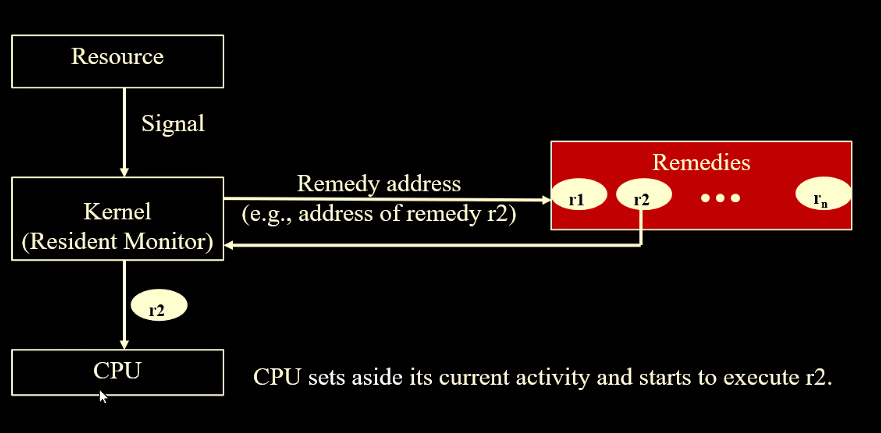 Resource
Signal
Remedies
Remedy address
r1
r2
rn
Kernel
(e.g., address of remedy r2)
(Resident Monitor)
r2
CPU
CPU sets aside its current activity and starts to execute r2.